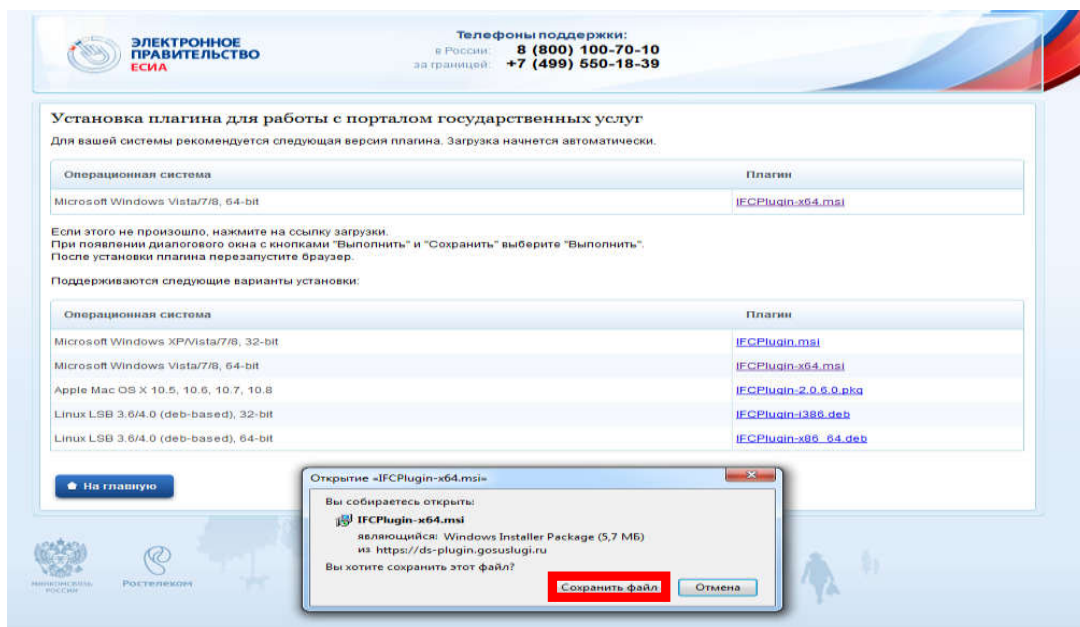 ЭЛЕКТРОННОЕ
ПРАВИТЕЛЬСТВО
ЕСИА
Телефоны поддержки:
в России: 8 (800) 100-70-10
за границей: +7 (499) 550-18-39
Установка плагина для работы с порталом государственных услуг
Для вашей системы рекомендуется следующая версия плагина. Загрузка начнется автоматически.
Операционная система Плагин
Microsoft Windows Vista/7/8, 64-bit IFCPlugin-x64.msi
Если этого не произошло, нажмите на ссылку загрузки.
При появлении диалогового окна с кнопками "Выполнить" и "Сохранить" выберите "Выполнить".
После установки плагина перезапустите браузер.
Поддерживаются следующие варианты установки:
Операционная система Плагин
Microsoft Windows XP/Vista/7/8, 32-bit IFCPlugin.msi
Microsoft Windows Vista/7/8, 64-bit IFCPlugin-x64.msi
Apple Mac OS X 10.5, 10.6, 10.7, 10.8 IFCPlugin-2.0.6.0.pkg
Linux LSB 3.6/4.0 (deb-based), 32-bit IFCPlugin-i386.deb
Linux LSB 3.6/4.0 (deb-based), 64-bit IFCPlugin-x86_64.deb
На главную
Открытие «IFCPlugin-x64.msi»
Вы собираетесь открыть:
IFCPlugin-x64.msi
являющийся: Windows Installer Package (5,7 МБ)
из https://ds-plugin.gosuslugi.ru
Вы хотите сохранить этот файл?
Сохранить файл Отмена
МИНКОМСВЯЗЬ
РОССИИ
Ростелеком